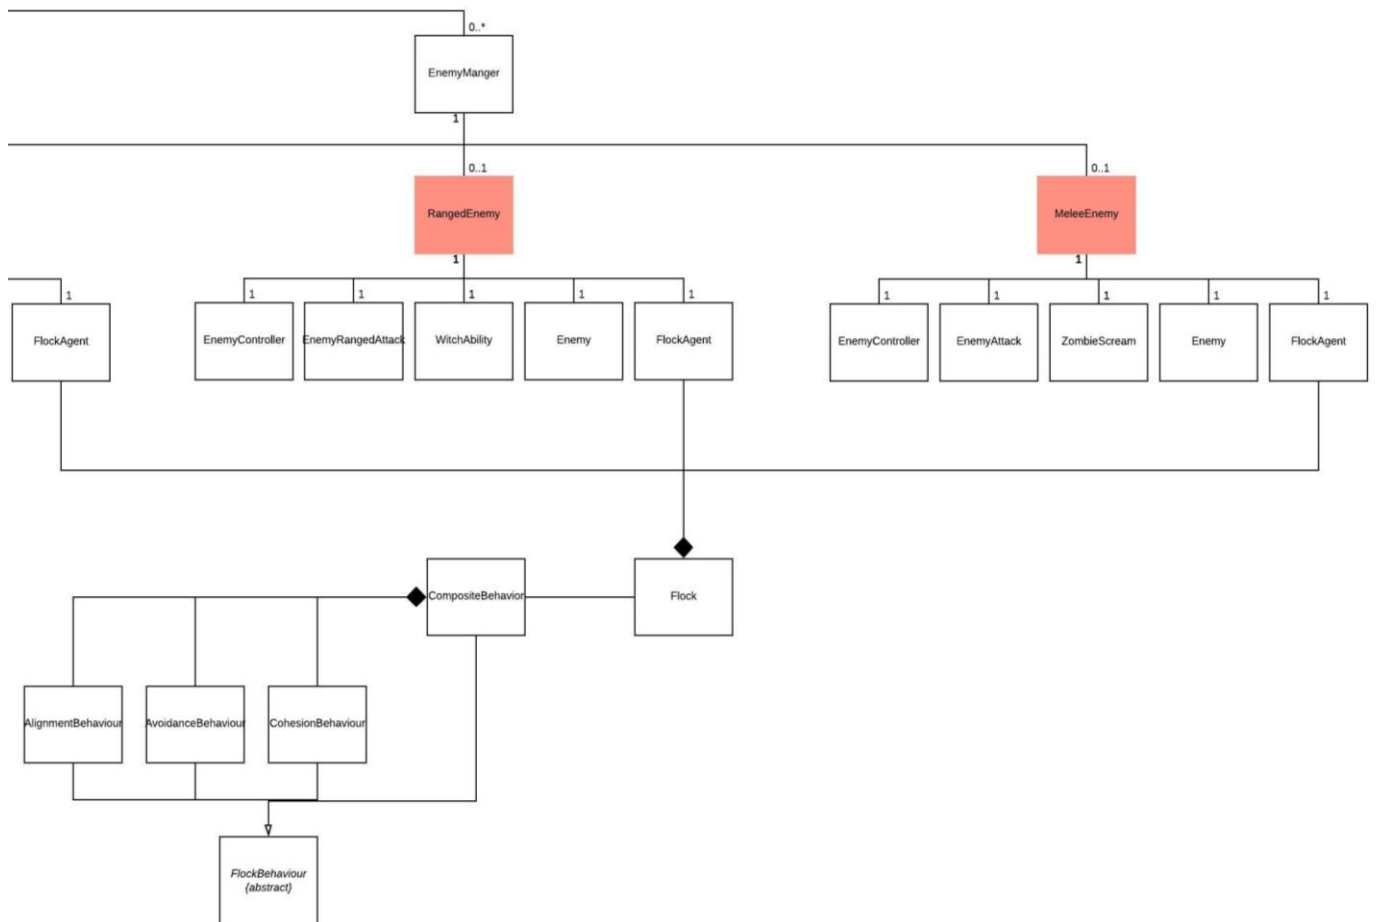 0..*
EnemyManger
1
0..1
0..1
RangedEnemy
MeleeEnemy
1
1
1
1
1
1
1
1
1
1
1
1
1
FlockAgent
EnemyController
EnemyRangedAttack
WitchAbility
Enemy
FlockAgent
EnemyController
EnemyAttack
ZombieScream
Enemy
FlockAgent
CompositeBehavior
Flock
AlignmentBehaviour
AvoidanceBehaviour
CohesionBehaviour
FlockBehaviour
{abstract}